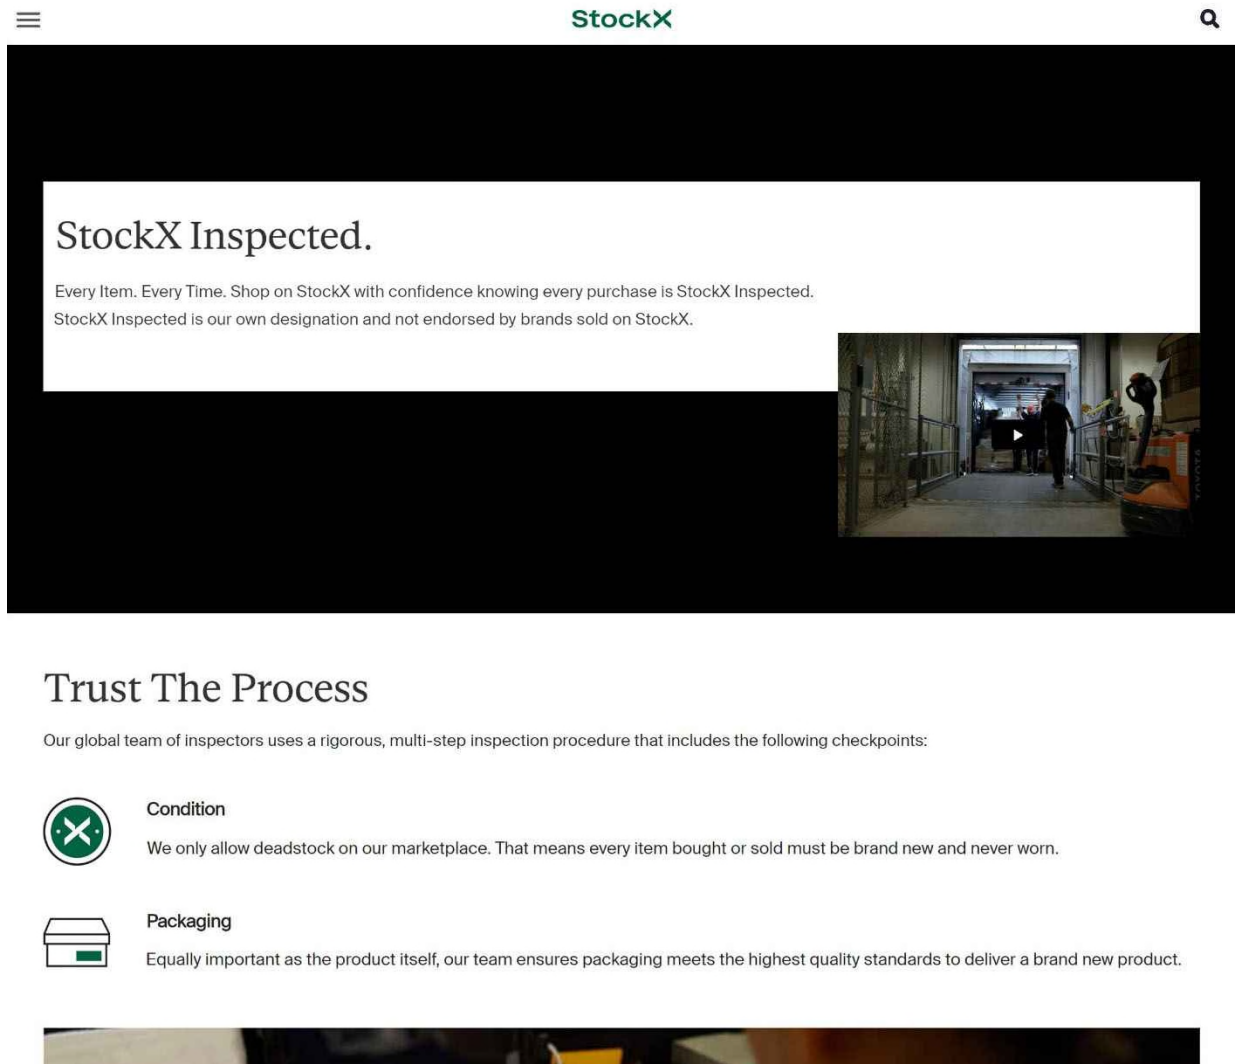 StockX
StockX Inspected.
Every Item. Every Time. Shop on StockX with confidence knowing every purchase is StockX Inspected.
StockX Inspected is our own designation and not endorsed by brands sold on StockX.
TOYOTA
Trust The Process
Our global team of inspectors uses a rigorous, multi-step inspection procedure that includes the following checkpoints:
Condition
We only allow deadstock on our marketplace. That means every item bought or sold must be brand new and never worn.
Packaging
Equally important as the product itself, our team ensures packaging meets the highest quality standards to deliver a brand new product.